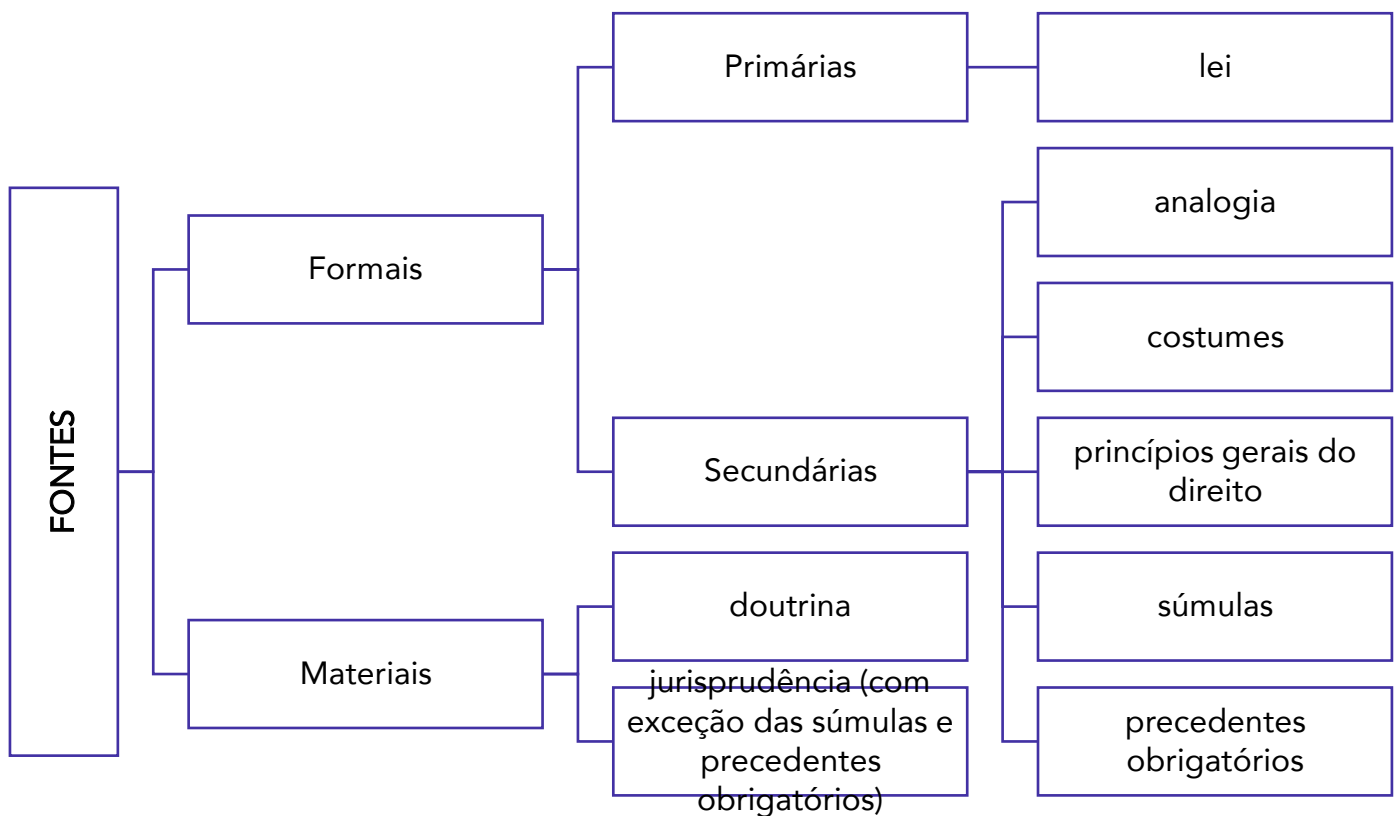 FONTES
Formais
Primárias
lei
Secundárias
analogia
costumes
princípios gerais do
direito
súmulas
precedentes
obrigatórios
Materiais
doutrina
jurisprudência (com
exceção das súmulas e
precedentes
obrigatórios)